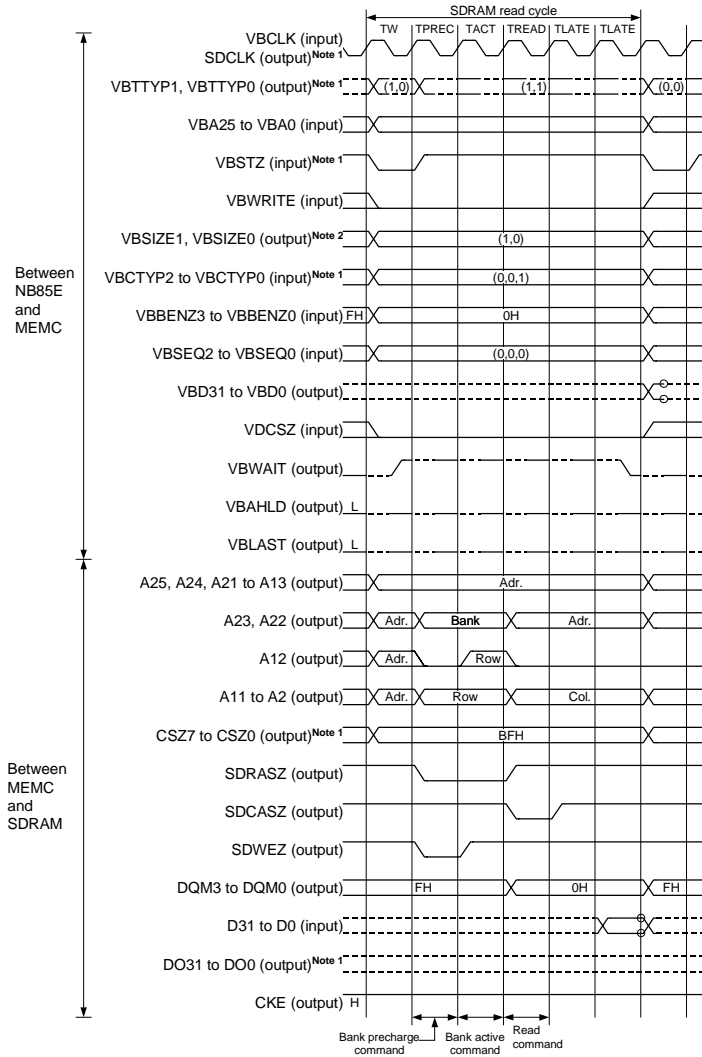 SDRAM read cycle
TW TPREC TACT TREAD TLATE TLATE
VBCLK (input)
SDCLK (output)Note 1
VBTTYP1, VBTTYP0 (output)Note 1 (1,0) (1,1) (0,0)
VBA25 to VBA0 (input)
VBSTZ (input)Note 1
VBWRITE (input)
VBSIZE1, VBSIZE0 (output)Note 2 (1,0)
Between
NB85E
and
MEMC
VBCTYP2 to VBCTYP0 (input)Note 1 (0,0,1)
VBBENZ3 to VBBENZ0 (input) FH 0H
VBSEQ2 to VBSEQ0 (input) (0,0,0)
VBD31 to VBD0 (output)
VDCSZ (input)
VBWAIT (output)
VBAHLD (output) L
VBLAST (output) L
A25, A24, A21 to A13 (output) Adr.
A23, A22 (output) Adr. Bank Adr.
A12 (output) Adr. Row
A11 to A2 (output) Adr. Row Col.
CSZ7 to CSZ0 (output)Note 1 BFH
Between
MEMC
and
SDRAM
SDRASZ (output)
SDCASZ (output)
SDWEZ (output)
DQM3 to DQM0 (output) FH 0H FH
D31 to D0 (input)
DO31 to DO0 (output)Note 1
CKE (output) H
Bank precharge
command
Bank active
command
Read
command